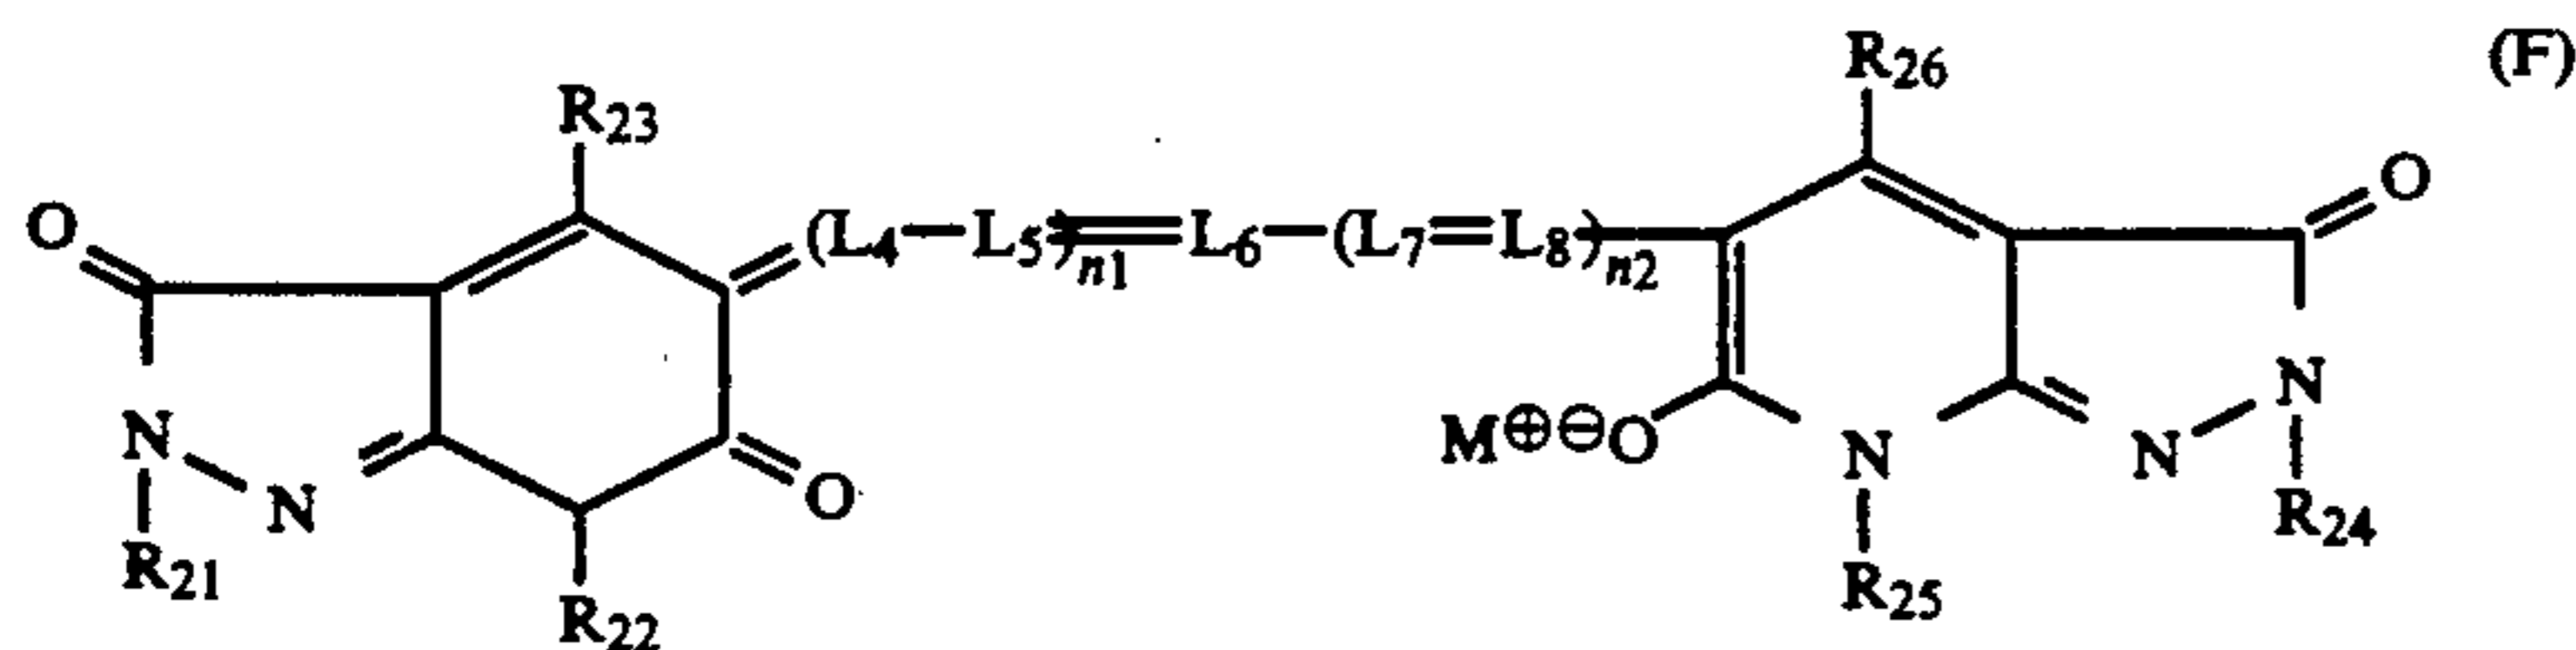 (F)
R26
R23
O
O
(L4—L5)n1=L6—(L7=L8)n2
N
N
M⊕⊖O
N
N
N
O
R21
R24
R22
R25